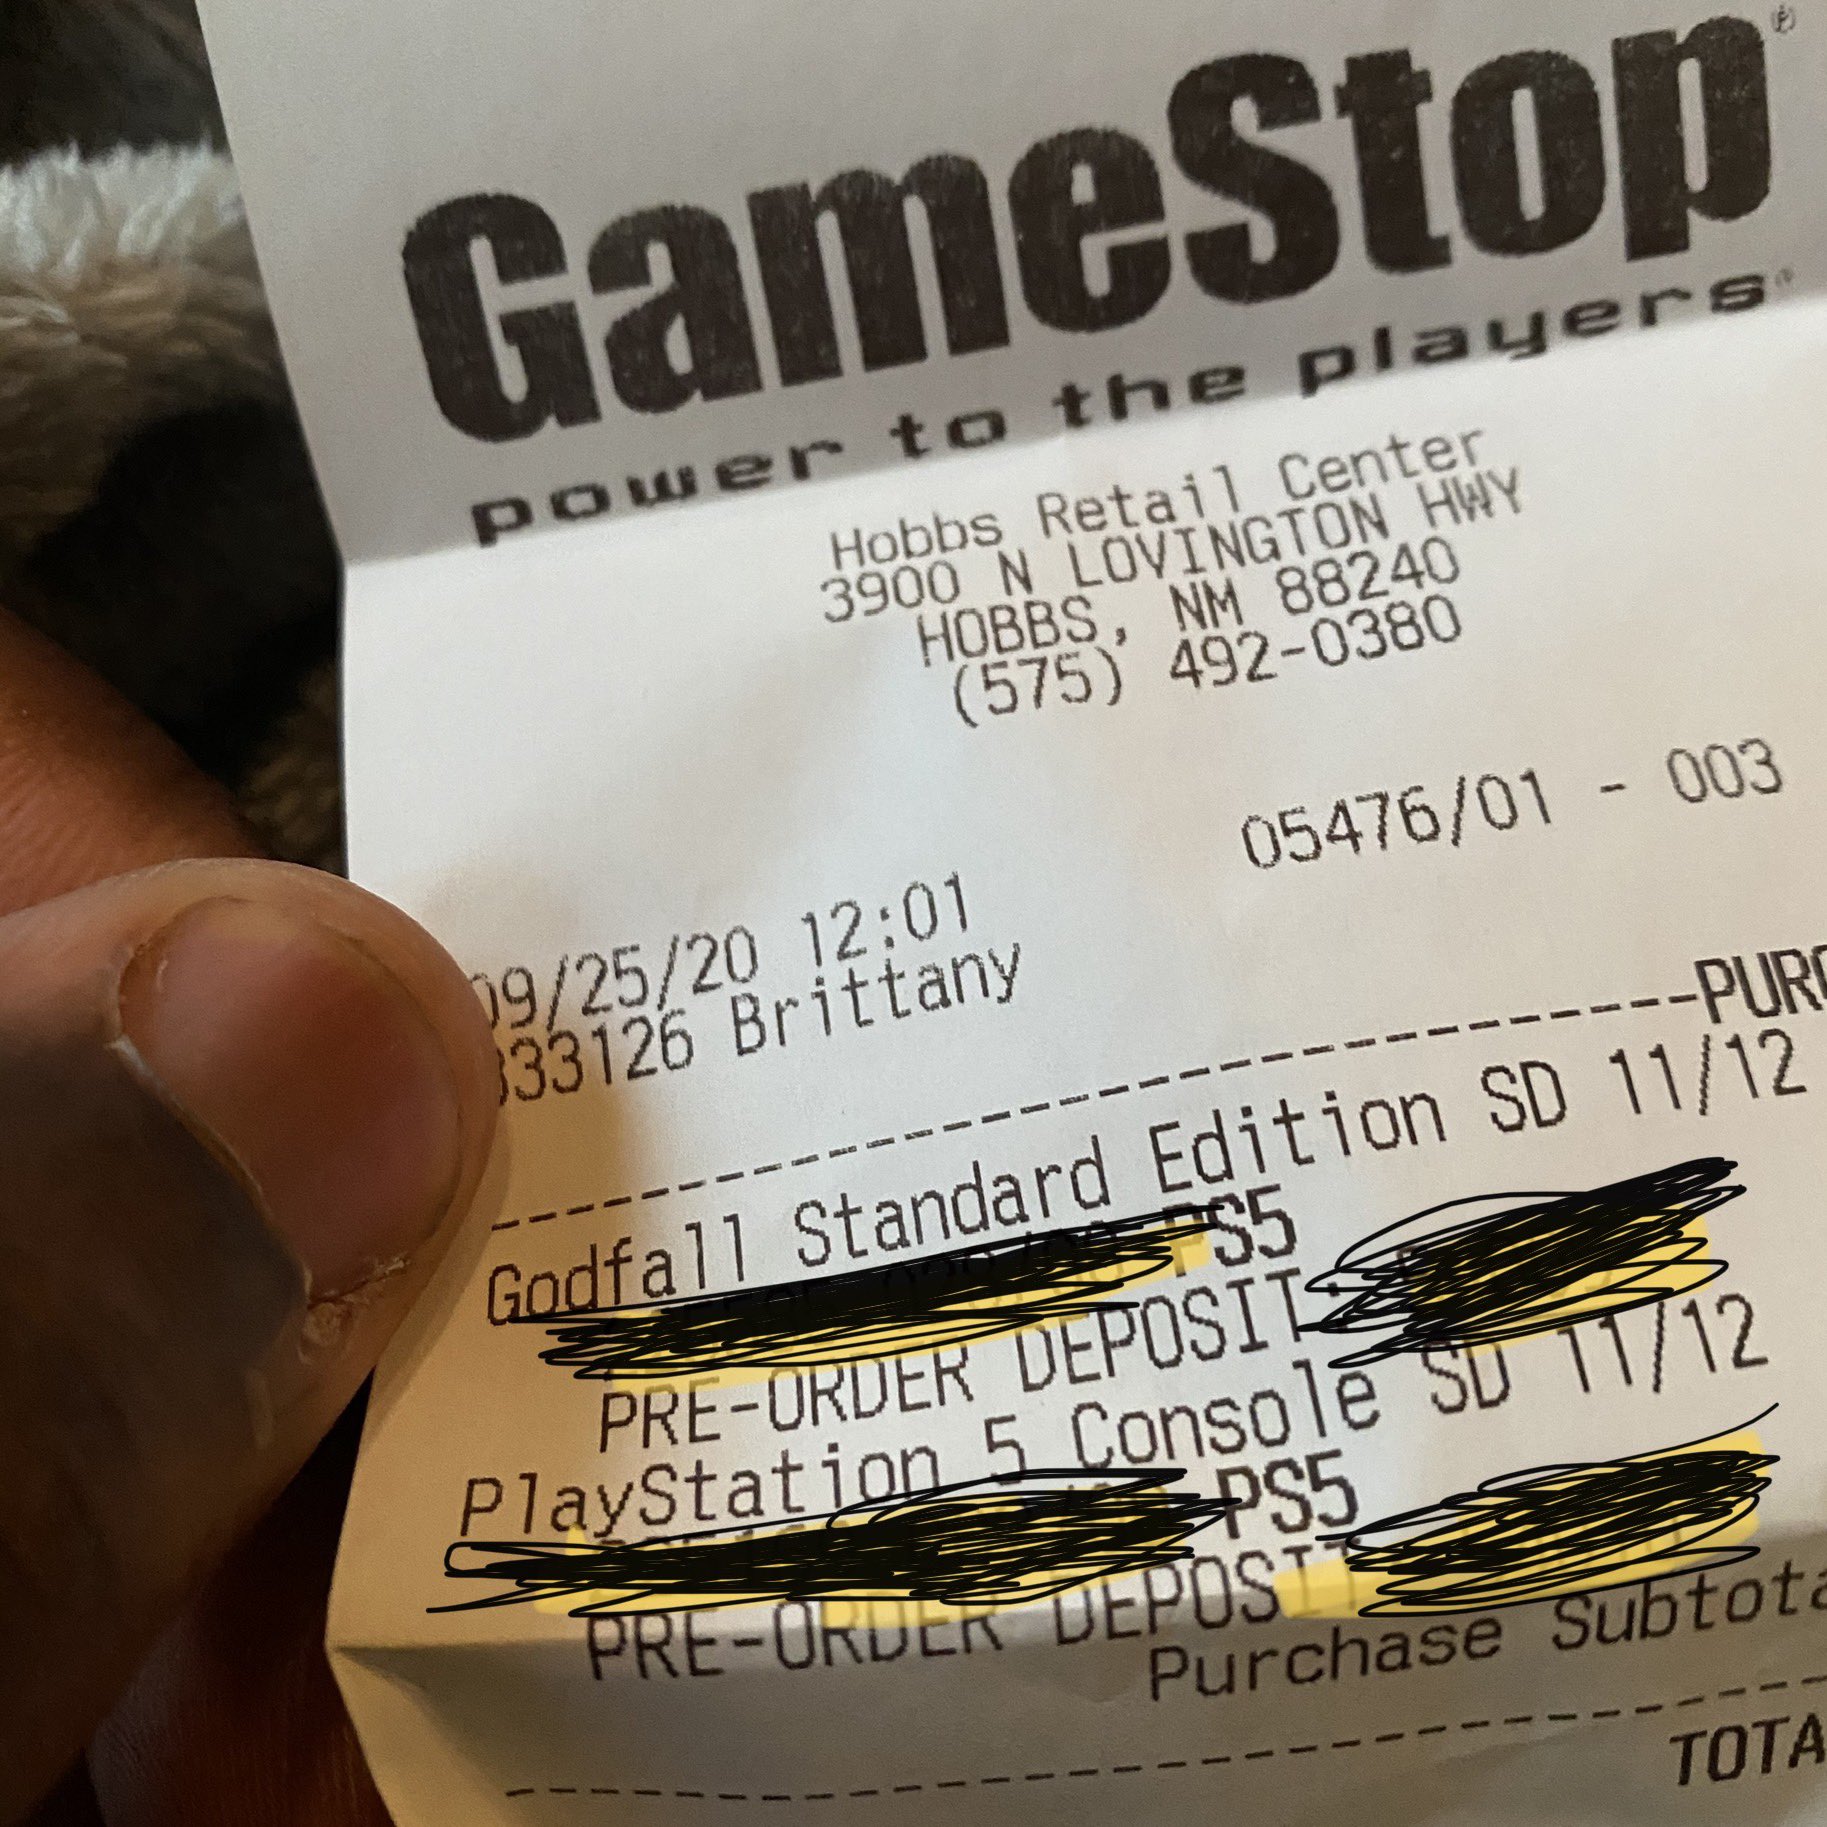 GameStop
power to the players
Hobbs Retail Center
3900 N LOVINGTON HWY
HOBBS, NM 88240
(575) 492-0380
05476/01 - 003
09/25/20 12:01
33126 Brittany
Godfall Standard Edition SD 11/12
PS5
PRE-ORDER DEPOSIT
PlayStation 5 Console SD 11/12
PS5
PRE-ORDER DEPOSIT
Purchase Subtota
TOTA